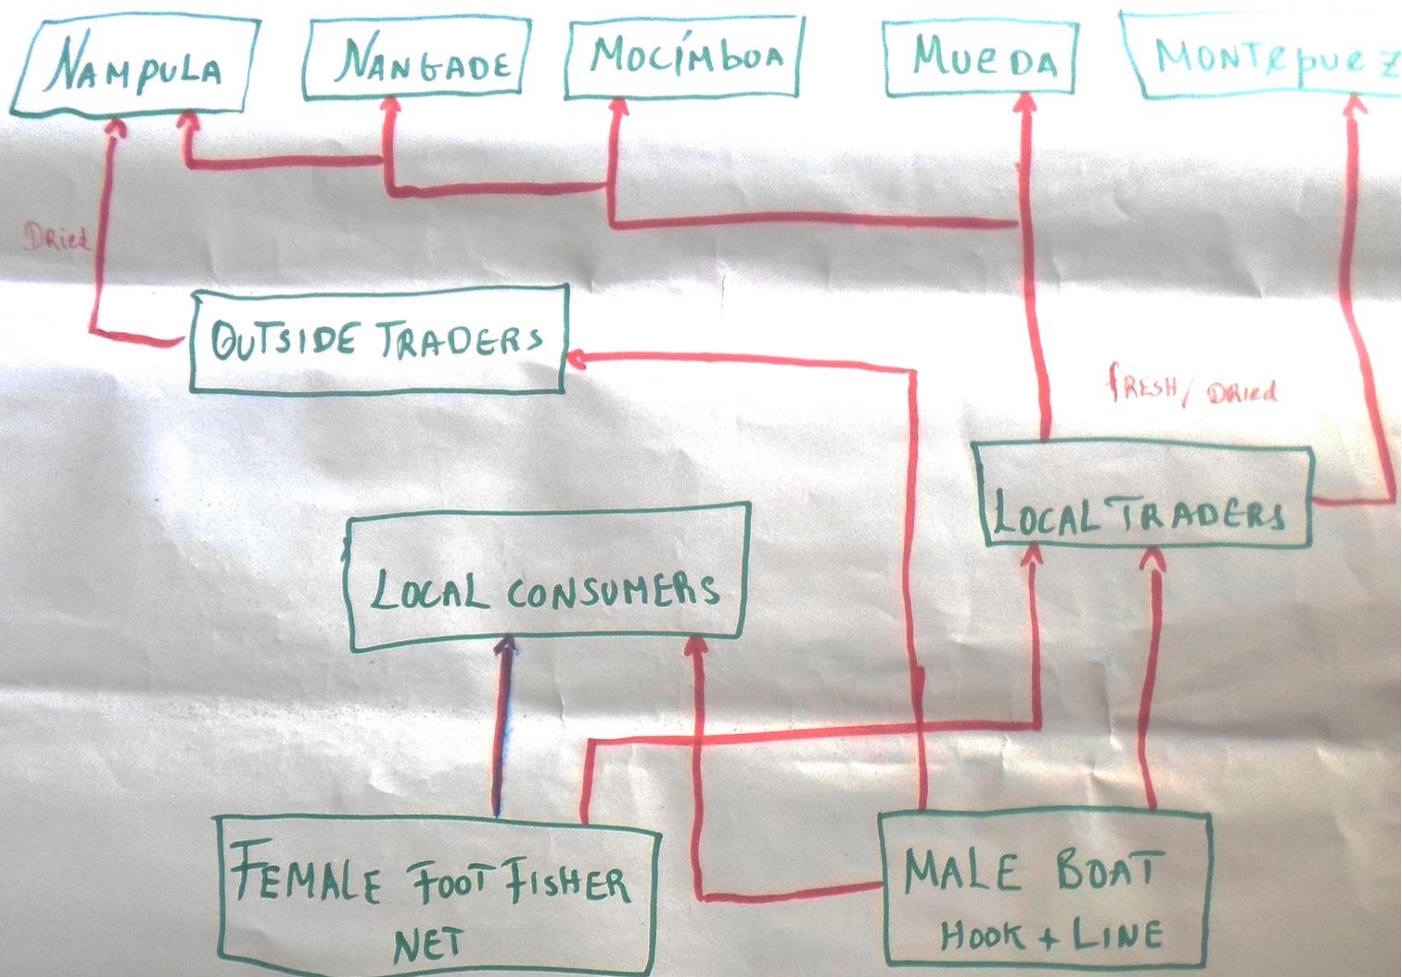 NAMPULA
NANGADE
MOCÍMBOA
MUEDA
MONTEPUEZ
DRied
OUTSIDE TRADERS
fRESH/ DRied
LOCAL TRADERS
LOCAL CONSUMERS
FEMALE FOOT FISHER
NET
MALE BOAT
HOOK + LINE